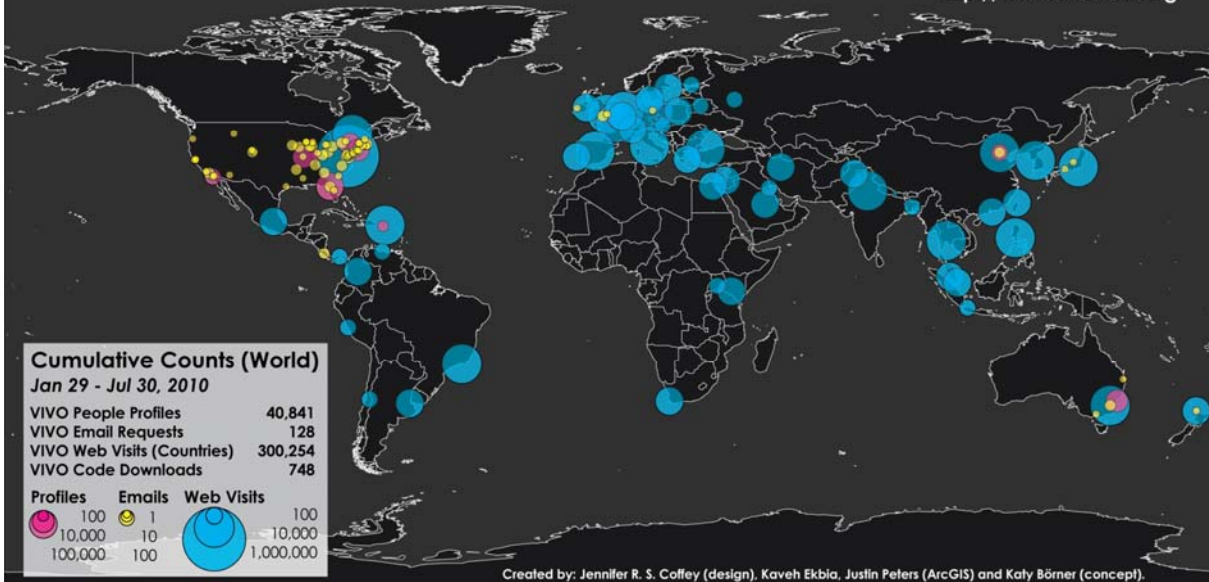 Cumulative Counts (World)
Jan 29 - Jul 30, 2010
VIVO People Profiles 40,841
VIVO Email Requests 128
VIVO Web Visits (Countries) 300,254
VIVO Code Downloads 748
Profiles Emails Web Visits
100 1 100
10,000 10 10,000
100,000 100 1,000,000
Created by: Jennifer R. S. Coffey (design), Kaveh Ekbia, Justin Peters (ArcGIS) and Katy Börner (concept).